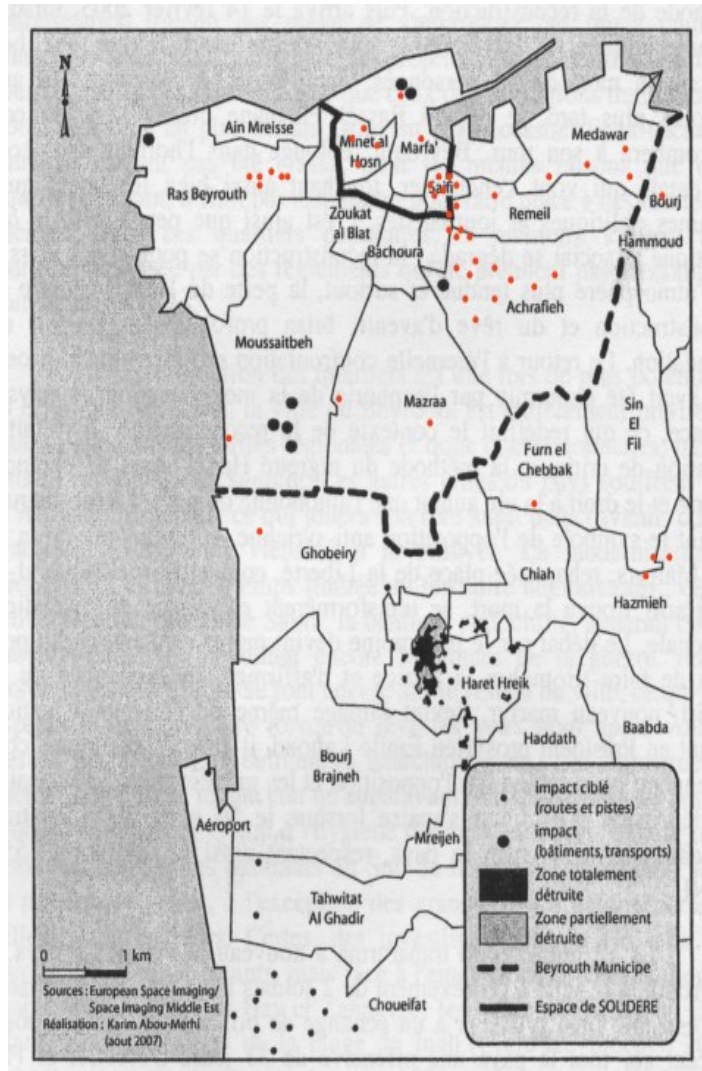 N
Ain Mreisse
Minet al
Hosn
Marfa'
Medawar
Ras Beyrouth
Saifi
Bourj
Hammoud
Zoukat
al Blat
Remeil
Bachoura
Achrafieh
Moussaitbeh
Mazraa
Sin
El
Fil
Furn el
Chebbak
Ghobeiry
Chiah
Hazmieh
Haret Hreik
Baabda
Haddath
Bourj
Brajneh
Aéroport
Mreijeh
Tahwitat
Al Ghadir
Choueifat
impact ciblé
(routes et pistes)
impact
(bâtiments, transports)
Zone totalement
détruite
Zone partiellement
détruite
Beyrouth Municipe
Espace de SOLIDERE
0 1 km
Sources : European Space Imaging/
Space Imaging Middle Est
Réalisation : Karim Abou-Merhi
(aout 2007)